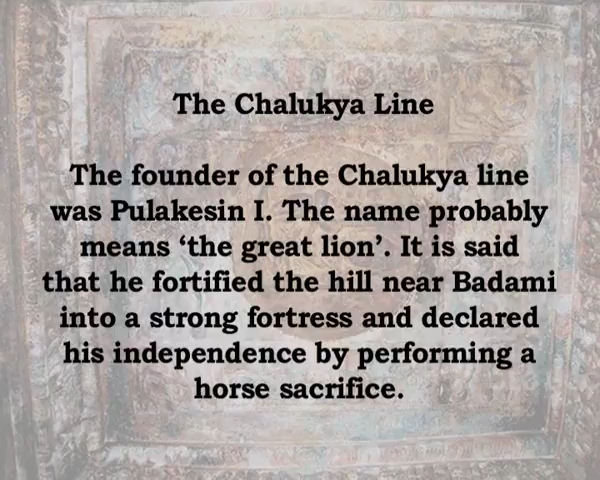 The Chalukya Line
The founder of the Chalukya line
was Pulakesin I. The name probably
means ‘the great lion’. It is said
that he fortified the hill near Badami
into a strong fortress and declared
his independence by performing a
horse sacrifice.